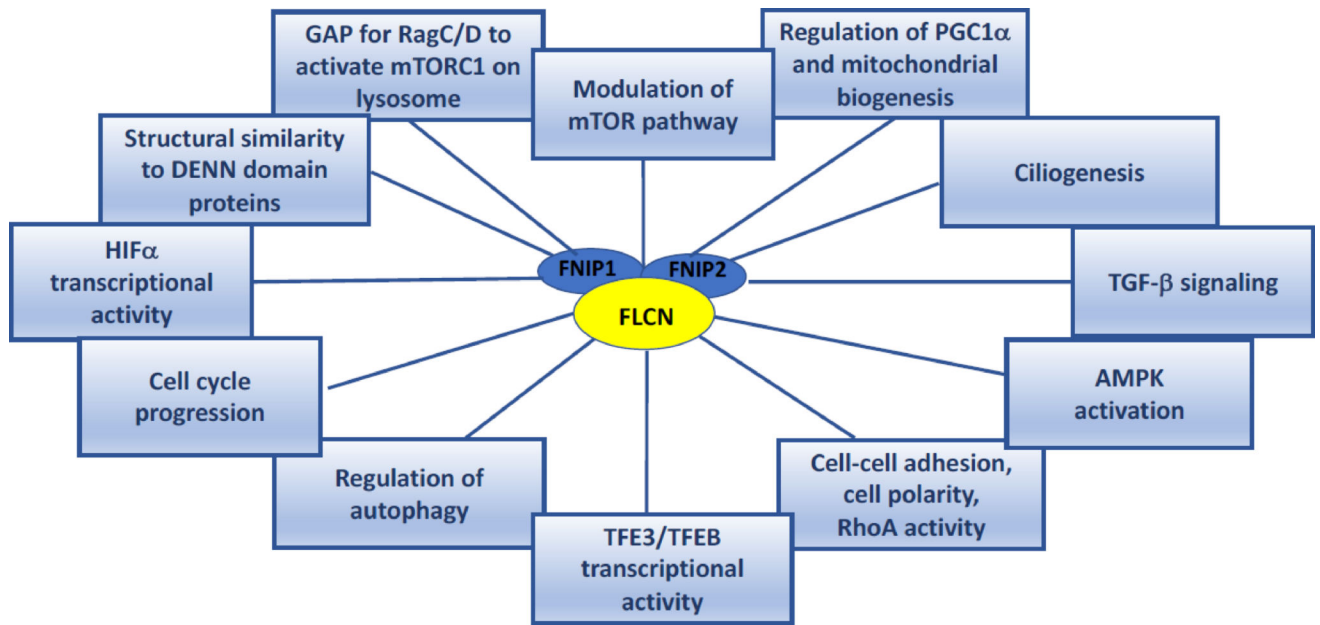 GAP for RagC/D to
activate mTORC1 on
lysosome
Modulation of
mTOR pathway
Regulation of PGC1α
and mitochondrial
biogenesis
Structural similarity
to DENN domain
proteins
Ciliogenesis
HIFα
transcriptional
activity
FNIP1
FNIP2
FLCN
TGF-β signaling
Cell cycle
progression
AMPK
activation
Regulation of
autophagy
TFE3/TFEB
transcriptional
activity
Cell-cell adhesion,
cell polarity,
RhoA activity